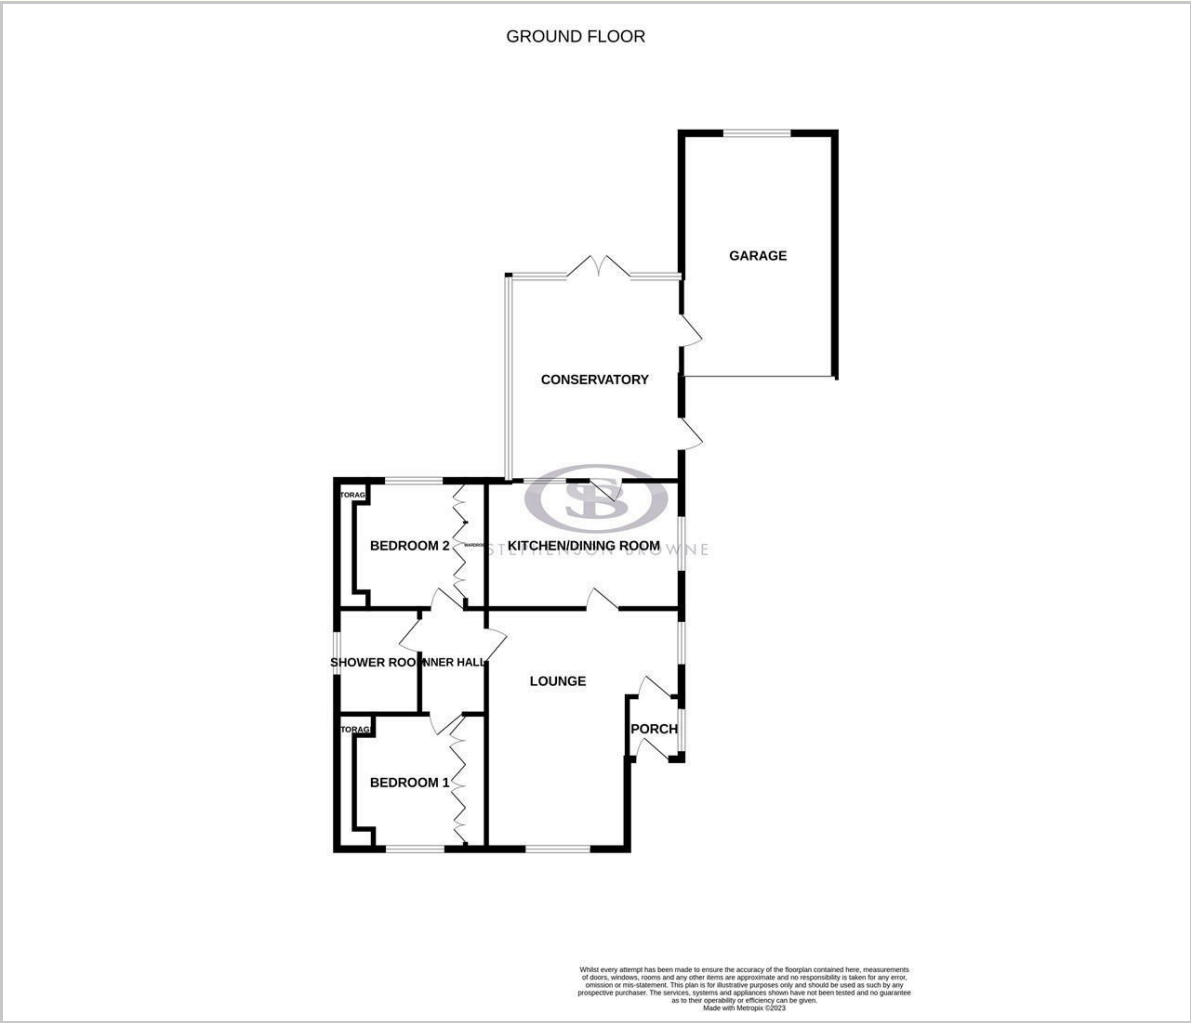 GROUND FLOOR
GARAGE
CONSERVATORY
TORAG
BEDROOM 2
WARDROBE
KITCHEN/DINING ROOM
SB
STEPHENSON BROWNE
SHOWER ROOM
INNER HALL
LOUNGE
PORCH
TORAG
BEDROOM 1
Whilst every attempt has been made to ensure the accuracy of the floorplan contained here, measurements
of doors, windows, rooms and any other items are approximate and no responsibility is taken for any error,
omission or mis-statement. This plan is for illustrative purposes only and should be used as such by any
prospective purchaser. The services, systems and appliances shown have not been tested and no guarantee
as to their operability or efficiency can be given.
Made with Metropix ©2023